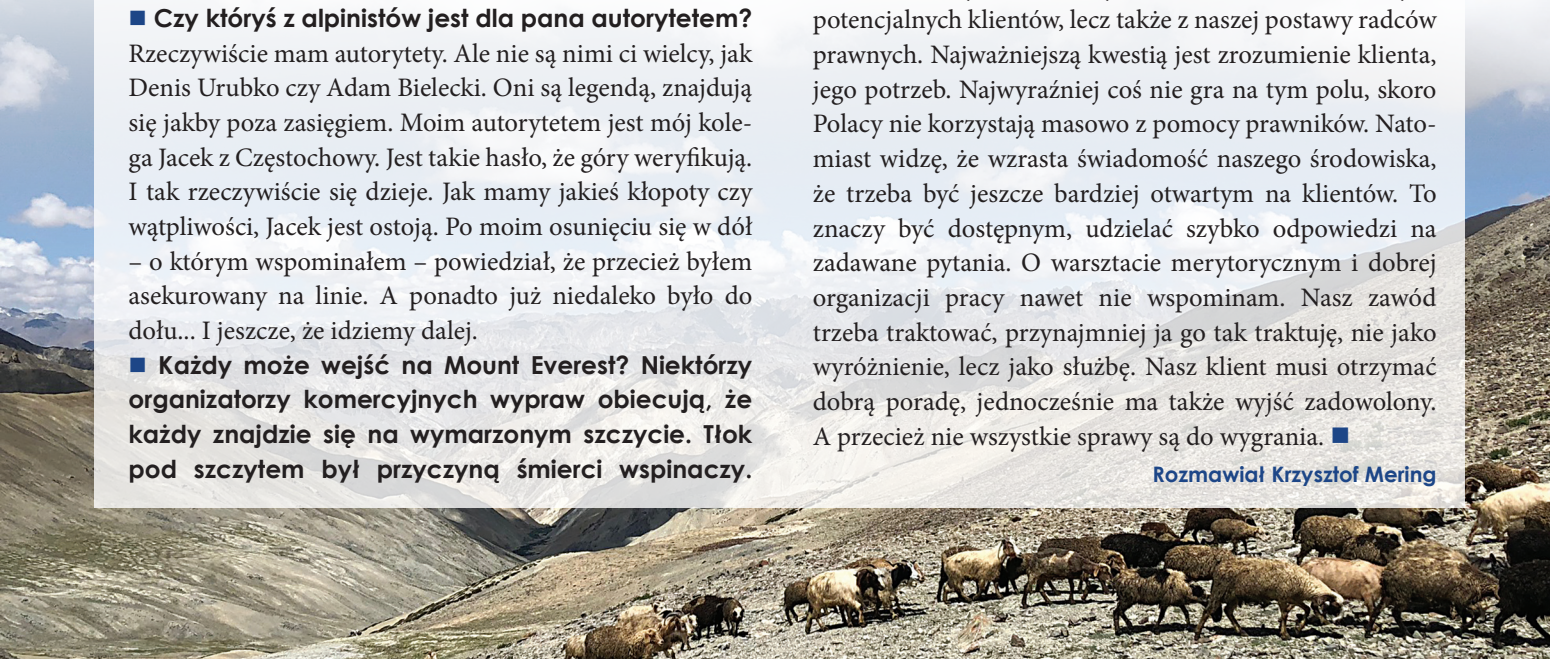 ■ Czy któryś z alpinistów jest dla pana autorytetem?
Rzeczywiście mam autorytety. Ale nie są nimi ci wielcy, jak
Denis Urubko czy Adam Bielecki. Oni są legendą, znajdują
się jakby poza zasięgiem. Moim autorytetem jest mój kole-
ga Jacek z Częstochowy. Jest takie hasło, że góry weryfikują.
I tak rzeczywiście się dzieje. Jak mamy jakieś kłopoty czy
wątpliwości, Jacek jest ostoją. Po moim osunięciu się w dół
– o którym wspominałem – powiedział, że przecież byłem
asekurowany na linie. A ponadto już niedaleko było do
dołu... I jeszcze, że idziemy dalej.
■ Każdy może wejść na Mount Everest? Niektórzy
organizatorzy komercyjnych wypraw obiecują, że
każdy znajdzie się na wymarzonym szczycie. Tłok
pod szczytem był przyczyną śmierci wspinaczy.
potencjalnych klientów, lecz także z naszej postawy radców
prawnych. Najważniejszą kwestią jest zrozumienie klienta,
jego potrzeb. Najwyraźniej coś nie gra na tym polu, skoro
Polacy nie korzystają masowo z pomocy prawników. Nato-
miast widzę, że wzrasta świadomość naszego środowiska,
że trzeba być jeszcze bardziej otwartym na klientów. To
znaczy być dostępnym, udzielać szybko odpowiedzi na
zadawane pytania. O warsztacie merytorycznym i dobrej
organizacji pracy nawet nie wspominam. Nasz zawód
trzeba traktować, przynajmniej ja go tak traktuję, nie jako
wyróżnienie, lecz jako służbę. Nasz klient musi otrzymać
dobrą poradę, jednocześnie ma także wyjść zadowolony.
A przecież nie wszystkie sprawy są do wygrania. ■
Rozmawiał Krzysztof Mering